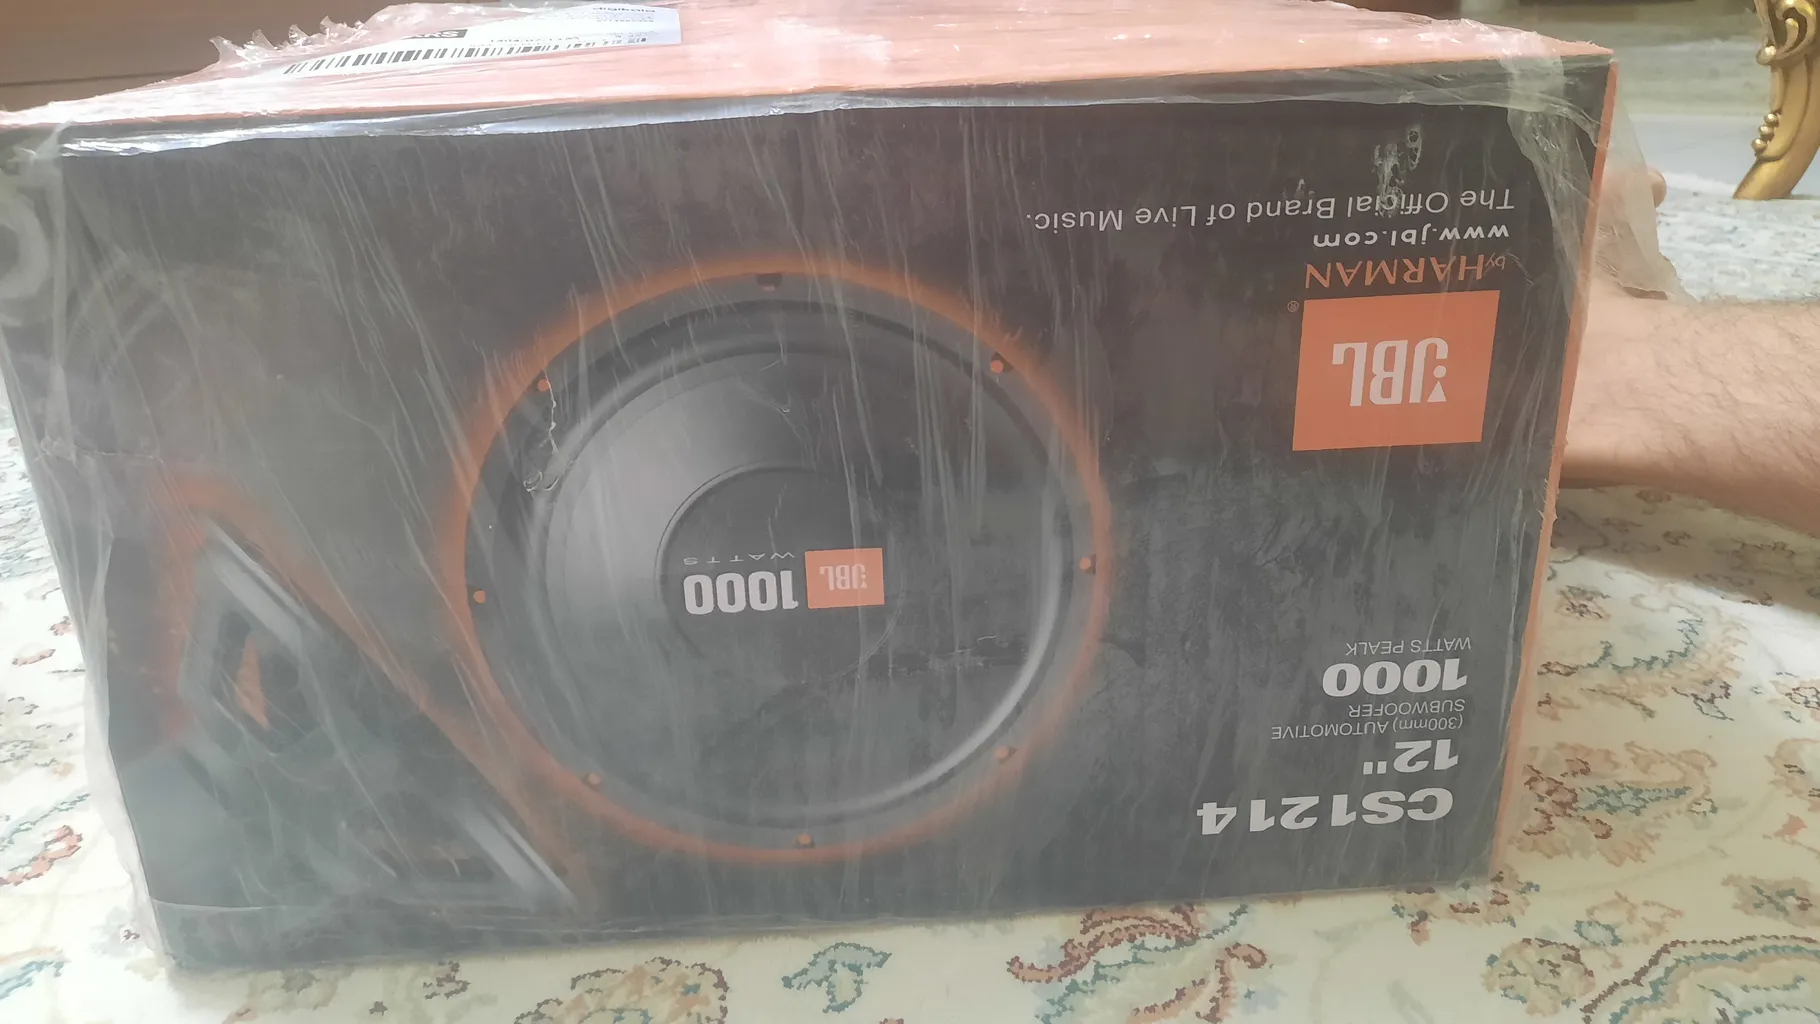 CS1214
12"
(300mm) AUTOMOTIVE
SUBWOOFER
1000
WATTS PEALK
JBL
1000
WATTS
JBL
®
by HARMAN
www.jbl.com
The Official Brand of Live Music.
digikala